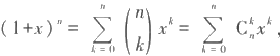 (1+x)ⁿ = \sum_{k=0}^{n} \binom{n}{k} x^k = \sum_{k=0}^{n} C_n^k x^k,